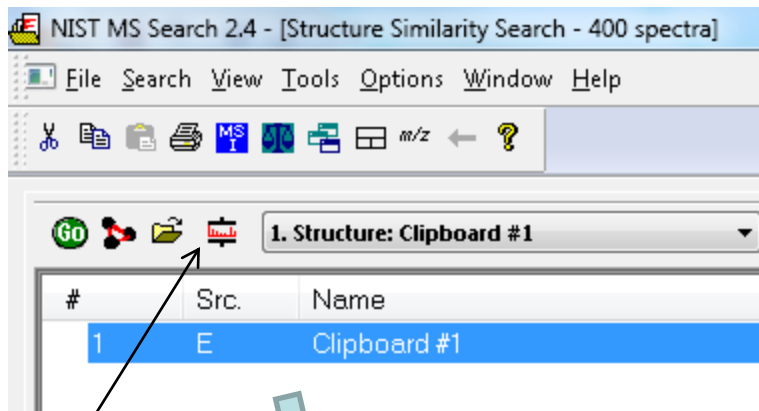 NIST MS Search 2.4 - [Structure Similarity Search - 400 spectra]
File Search View Tools Options Window Help
MS I m/z ?
GO 1. Structure: Clipboard #1
# Src. Name
1 E Clipboard #1